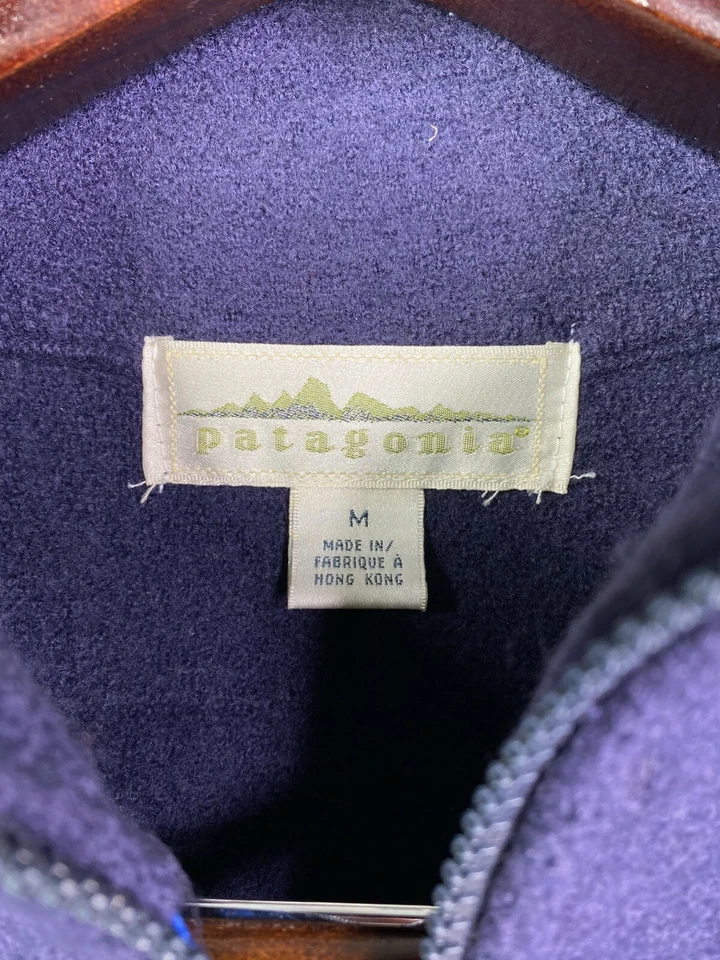 patagonia®
M
MADE IN/
FABRIQUE À
HONG KONG